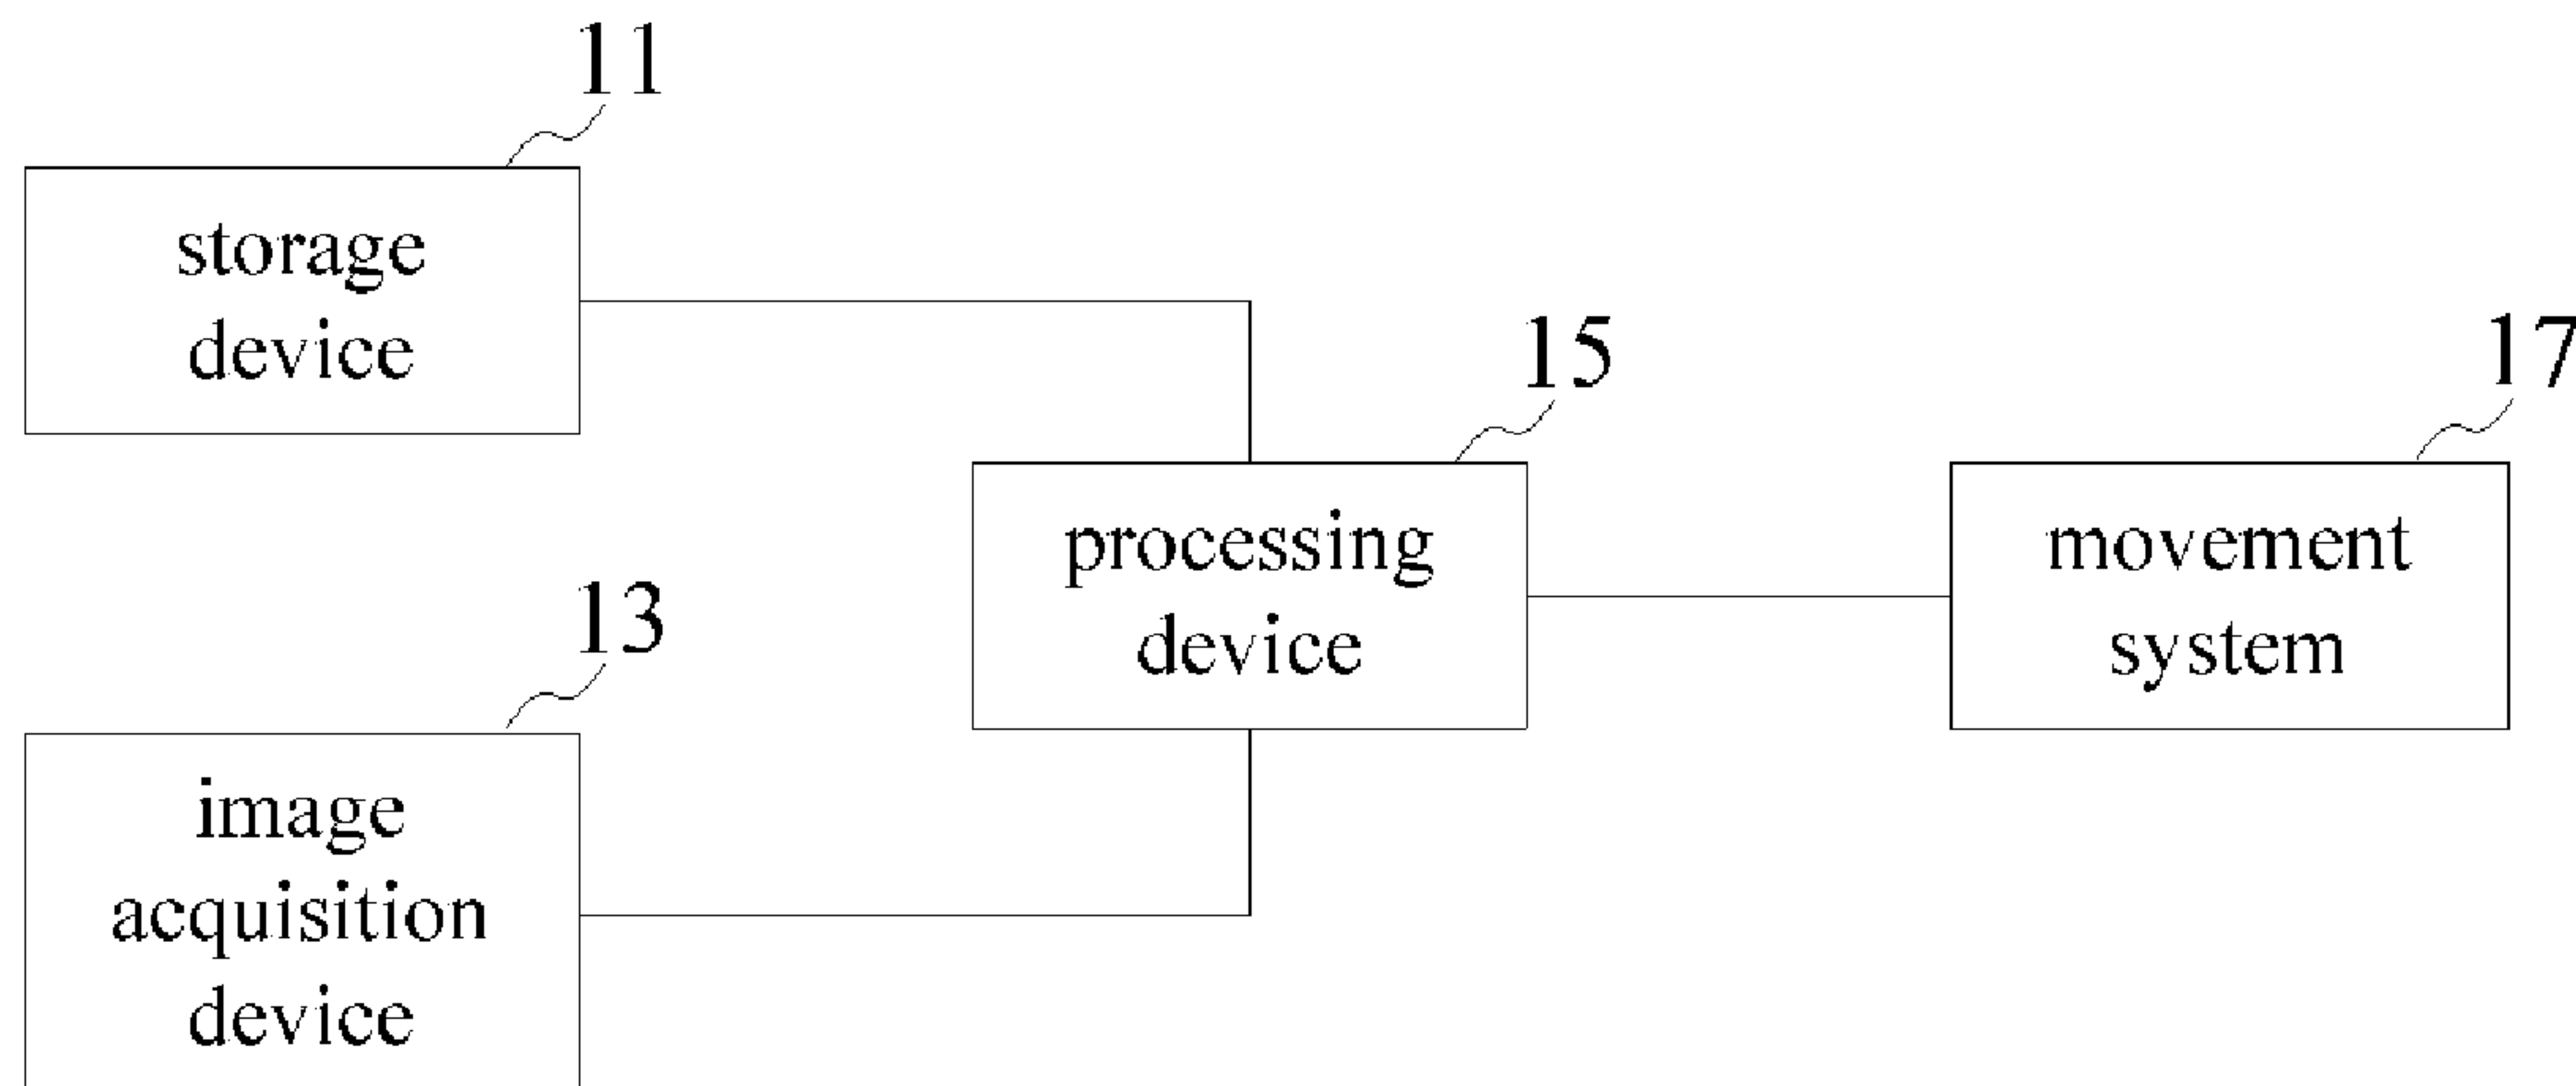 11
storage
device
15
17
processing
device
movement
system
13
image
acquisition
device